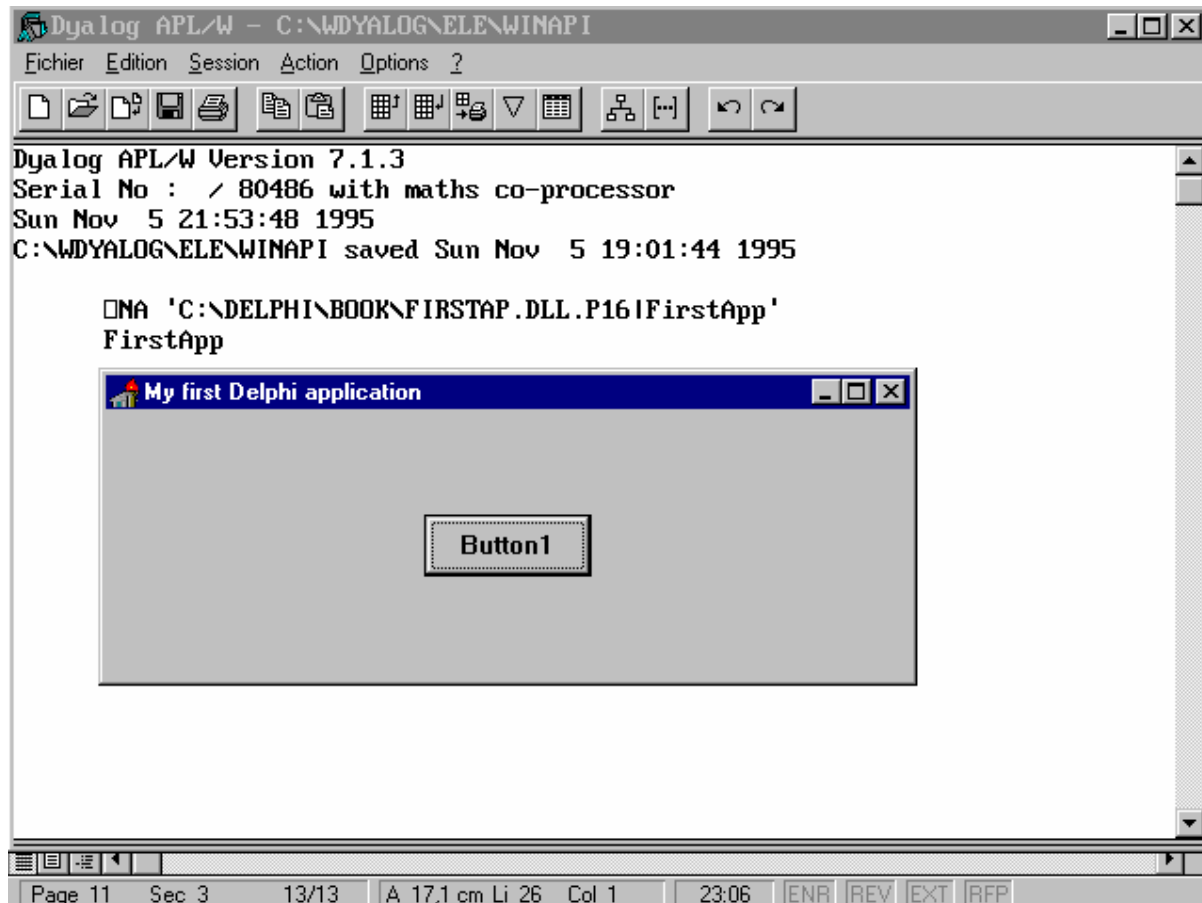 Dyalog APL/W - C:\WDYALOG\ELE\WINAPI
Fichier Edition Session Action Options ?
Dyalog APL/W Version 7.1.3
Serial No : / 80486 with maths co-processor
Sun Nov 5 21:53:48 1995
C:\WDYALOG\ELE\WINAPI saved Sun Nov 5 19:01:44 1995
⎕NA 'C:\DELPHI\BOOK\FIRSTAP.DLL.P16|FirstApp'
FirstApp
My first Delphi application
Button1
Page 11 Sec 3 13/13 A 17,1 cm Li 26 Col 1 23:06 ENR REV EXT RFP